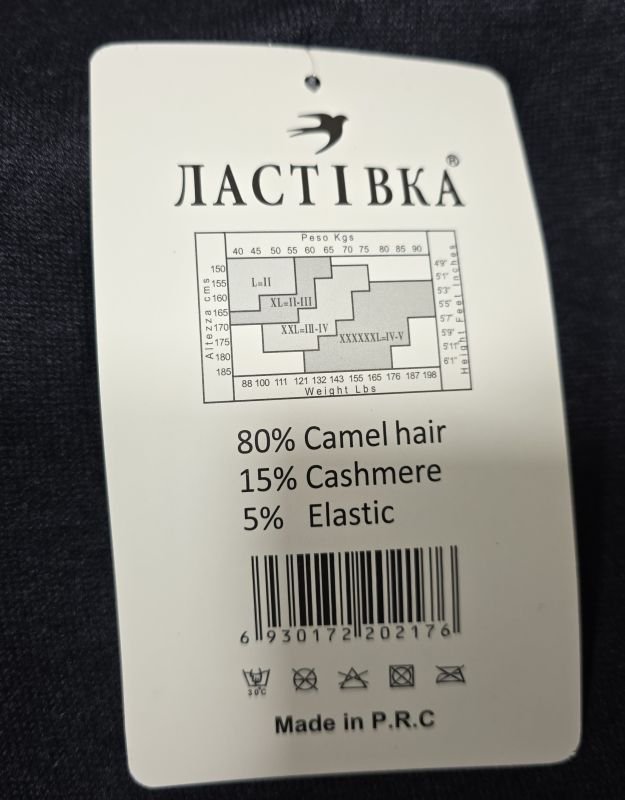 ЛАСТІВКА®
Peso Kgs
40 45 50 55 60 65 70 75 80 85 90
Altezza cms
150
155
160
165
170
175
180
185
L=II
XL=II-III
XXL=III-IV
XXXXXXL=IV-V
4'9"
5'1"
5'3"
5'5"
5'7"
5'9"
5'11"
6'1"
Height Feet Inches
88 100 111 121 132 143 155 165 176 187 198
Weight Lbs
80% Camel hair
15% Cashmere
5% Elastic
6 930172 202176
30°C
Made in P.R.C